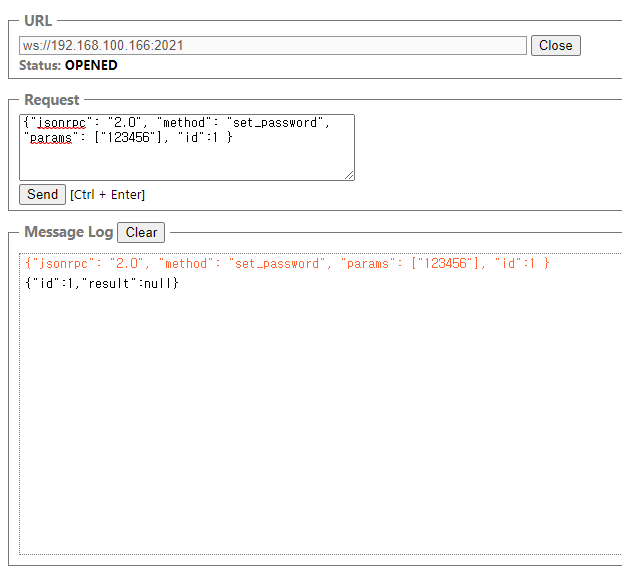 URL
ws://192.168.100.166:2021 Close
Status: OPENED
Request
{"jsonrpc": "2.0", "method": "set_password",
"params": ["123456"], "id":1 }
Send [Ctrl + Enter]
Message Log Clear
{"jsonrpc": "2.0", "method": "set_password", "params": ["123456"], "id":1 }
{"id":1,"result":null}